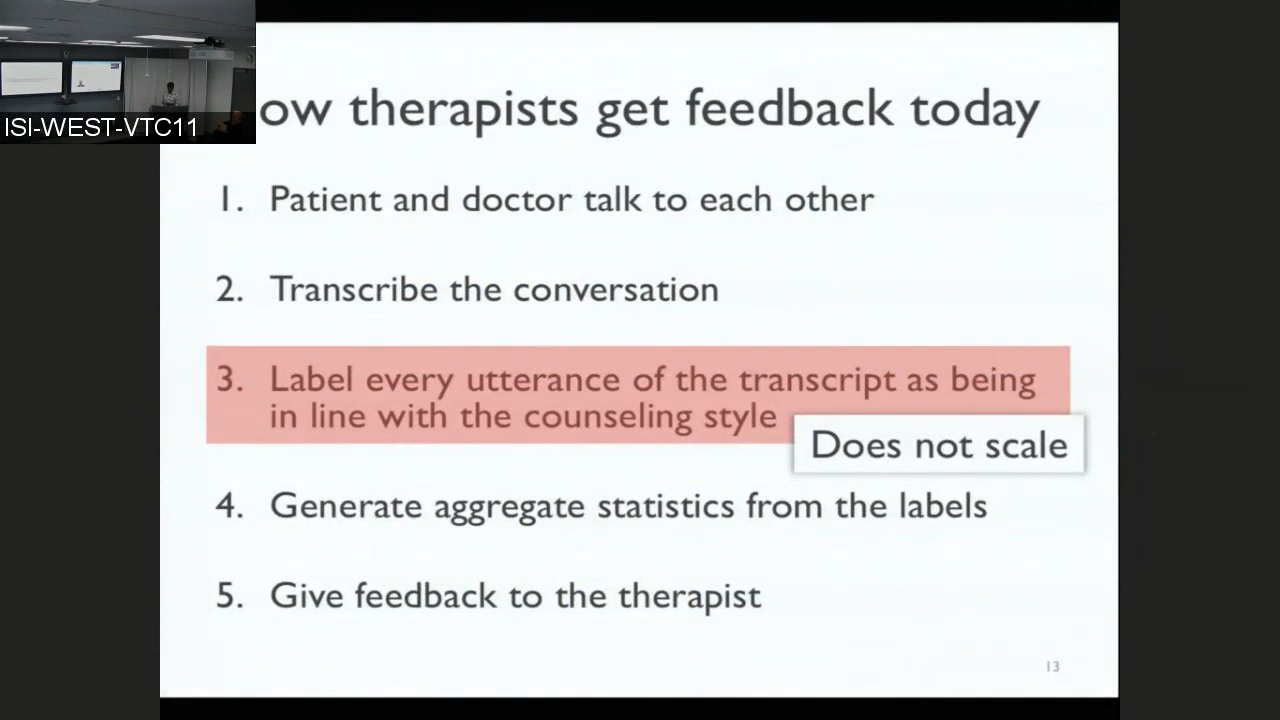 ISI-WEST-VTC11
ow therapists get feedback today
1. Patient and doctor talk to each other
2. Transcribe the conversation
3. Label every utterance of the transcript as being
in line with the counseling style
Does not scale
4. Generate aggregate statistics from the labels
5. Give feedback to the therapist
13